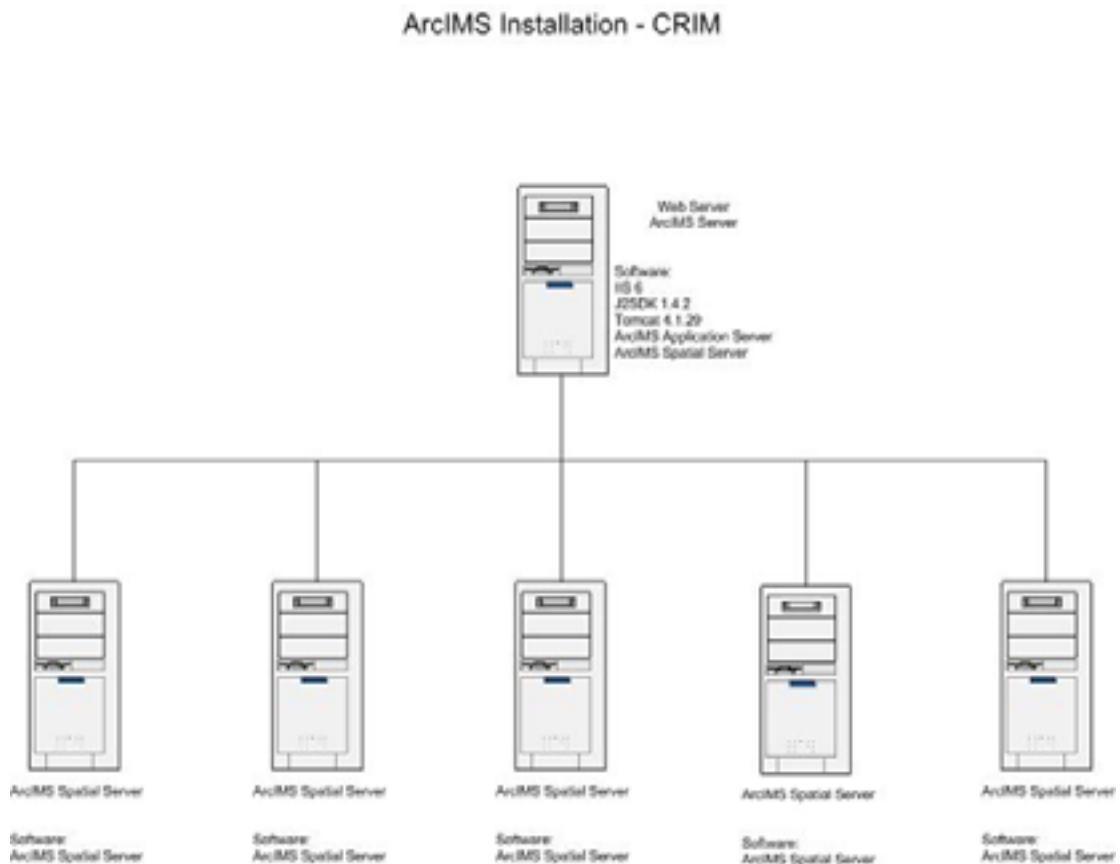 ArcIMS Installation - CRIM
Web Server
ArcIMS Server
Software:
IIS 6
J2SDK 1.4.2
Tomcat 4.1.29
ArcIMS Application Server
ArcIMS Spatial Server
ArcIMS Spatial Server
ArcIMS Spatial Server
ArcIMS Spatial Server
ArcIMS Spatial Server
ArcIMS Spatial Server
Software:
ArcIMS Spatial Server
Software:
ArcIMS Spatial Server
Software:
ArcIMS Spatial Server
Software:
ArcIMS Spatial Server
Software:
ArcIMS Spatial Server